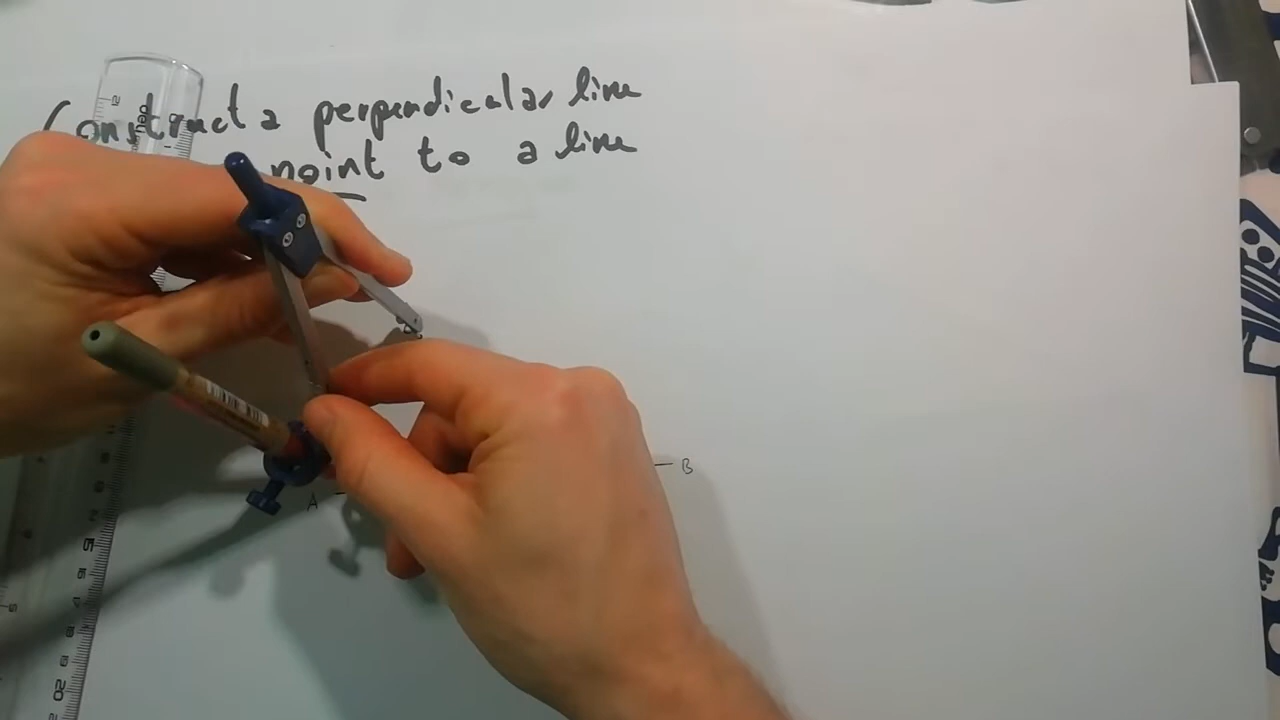 Construct a perpendicular line
point to a line
A
B